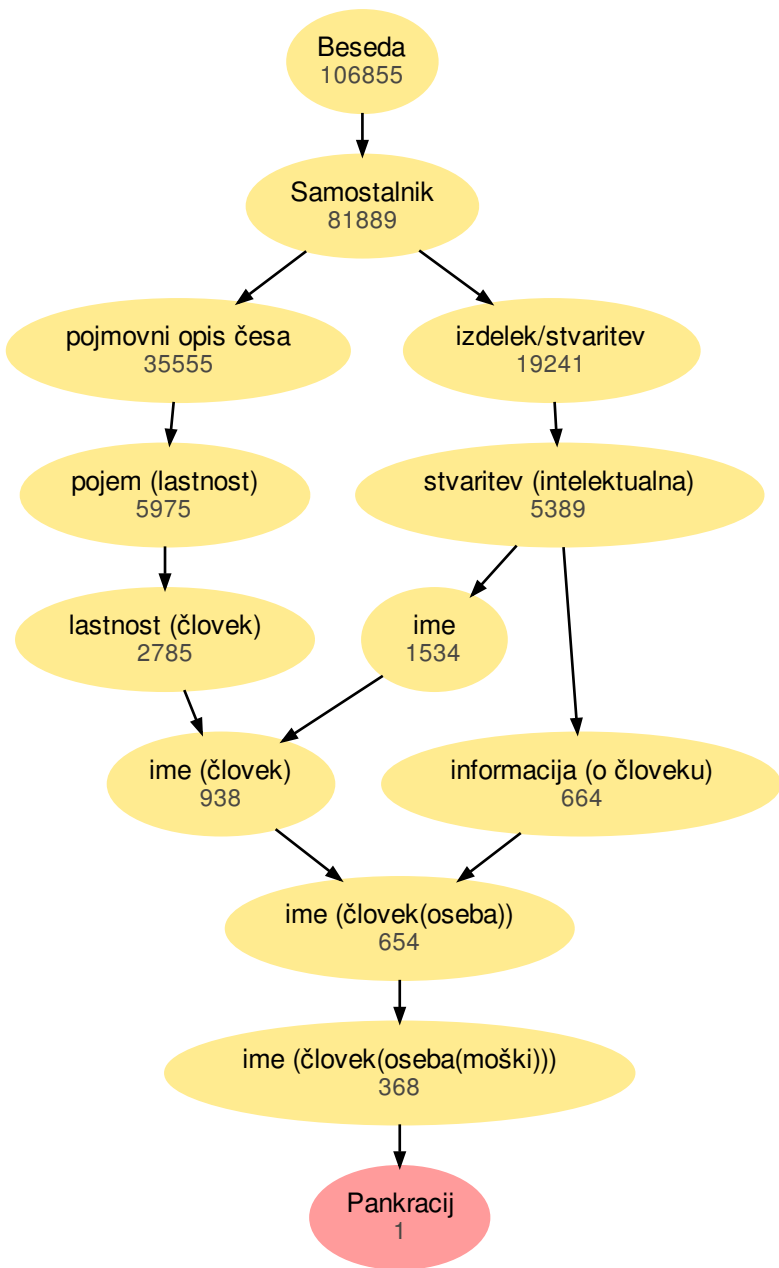 Beseda
106855
Samostalnik
81889
pojmovni opis česa
35555
izdelek/stvaritev
19241
pojem (lastnost)
5975
stvaritev (intelektualna)
5389
lastnost (človek)
2785
ime
1534
ime (človek)
938
informacija (o človeku)
664
ime (človek(oseba))
654
ime (človek(oseba(moški)))
368
Pankracij
1